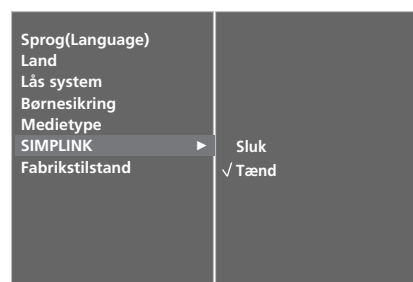 Sprog(Language)
Land
Lås system
Børnesikring
Medietype
SIMPLINK ►
Fabrikstilstand
Sluk
√ Tænd